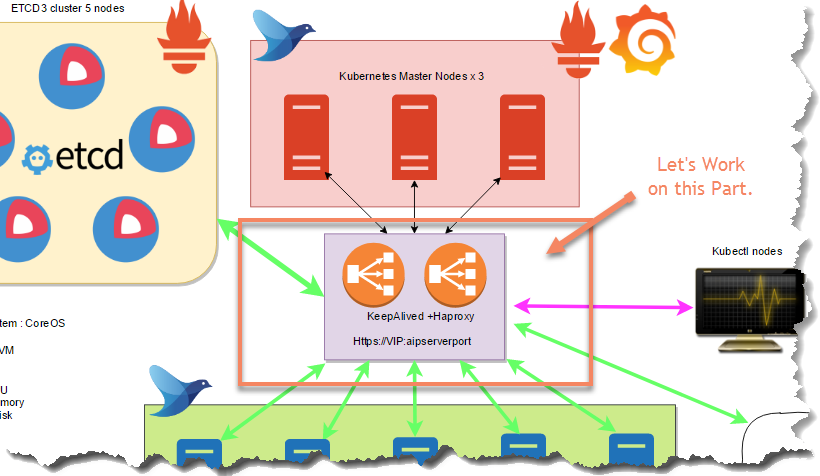 ETCD3 cluster 5 nodes
Kubernetes Master Nodes x 3
etcd
Let's Work
on this Part.
Kubectl nodes
KeepAlived +Haproxy
Https://VIP:aipserverport
tem : CoreOS
VM
U
mory
isk